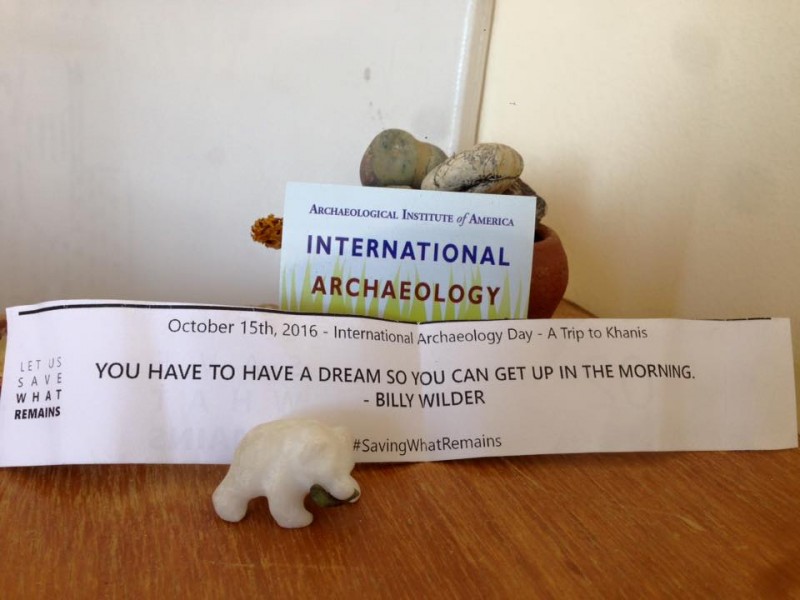 ARCHAEOLOGICAL INSTITUTE of AMERICA
INTERNATIONAL
ARCHAEOLOGY
October 15th, 2016 - International Archaeology Day - A Trip to Khanis
LET US
SAVE
WHAT
REMAINS
YOU HAVE TO HAVE A DREAM SO YOU CAN GET UP IN THE MORNING.
- BILLY WILDER
#SavingWhatRemains